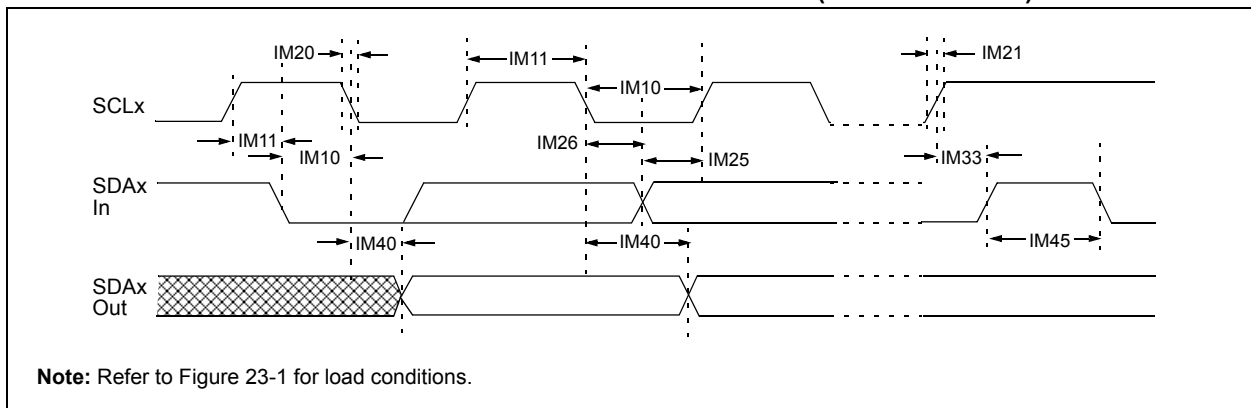 IM20
IM11
IM21
IM10
SCLx
IM11
IM26
IM10
IM25
IM33
SDAx
In
IM40
IM40
IM45
SDAx
Out
Note: Refer to Figure 23-1 for load conditions.